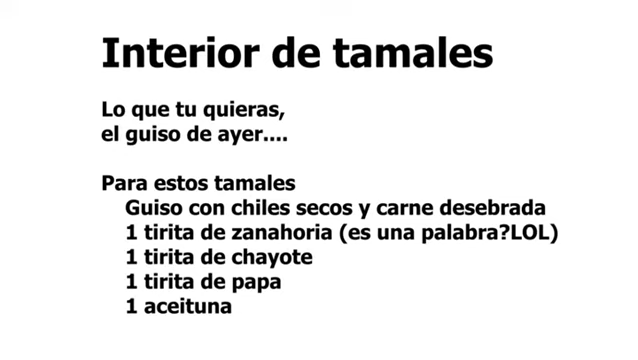 Interior de tamales
Lo que tu quieras,
el guiso de ayer....
Para estos tamales
Guiso con chiles secos y carne desebrada
1 tirita de zanahoria (es una palabra?LOL)
1 tirita de chayote
1 tirita de papa
1 aceituna